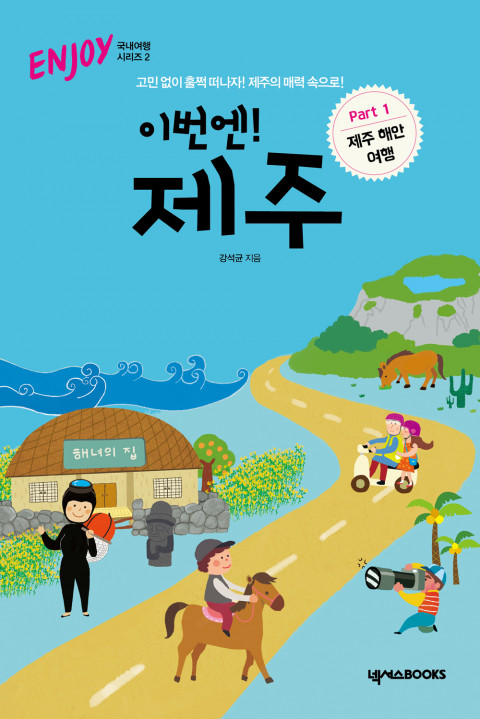 ENJOY
국내여행
시리즈 2
고민 없이 훌쩍 떠나자! 제주의 매력 속으로!
이번엔!
제주
Part 1
제주 해안
여행
강석균 지음
해녀의 집
넥서스BOOKS